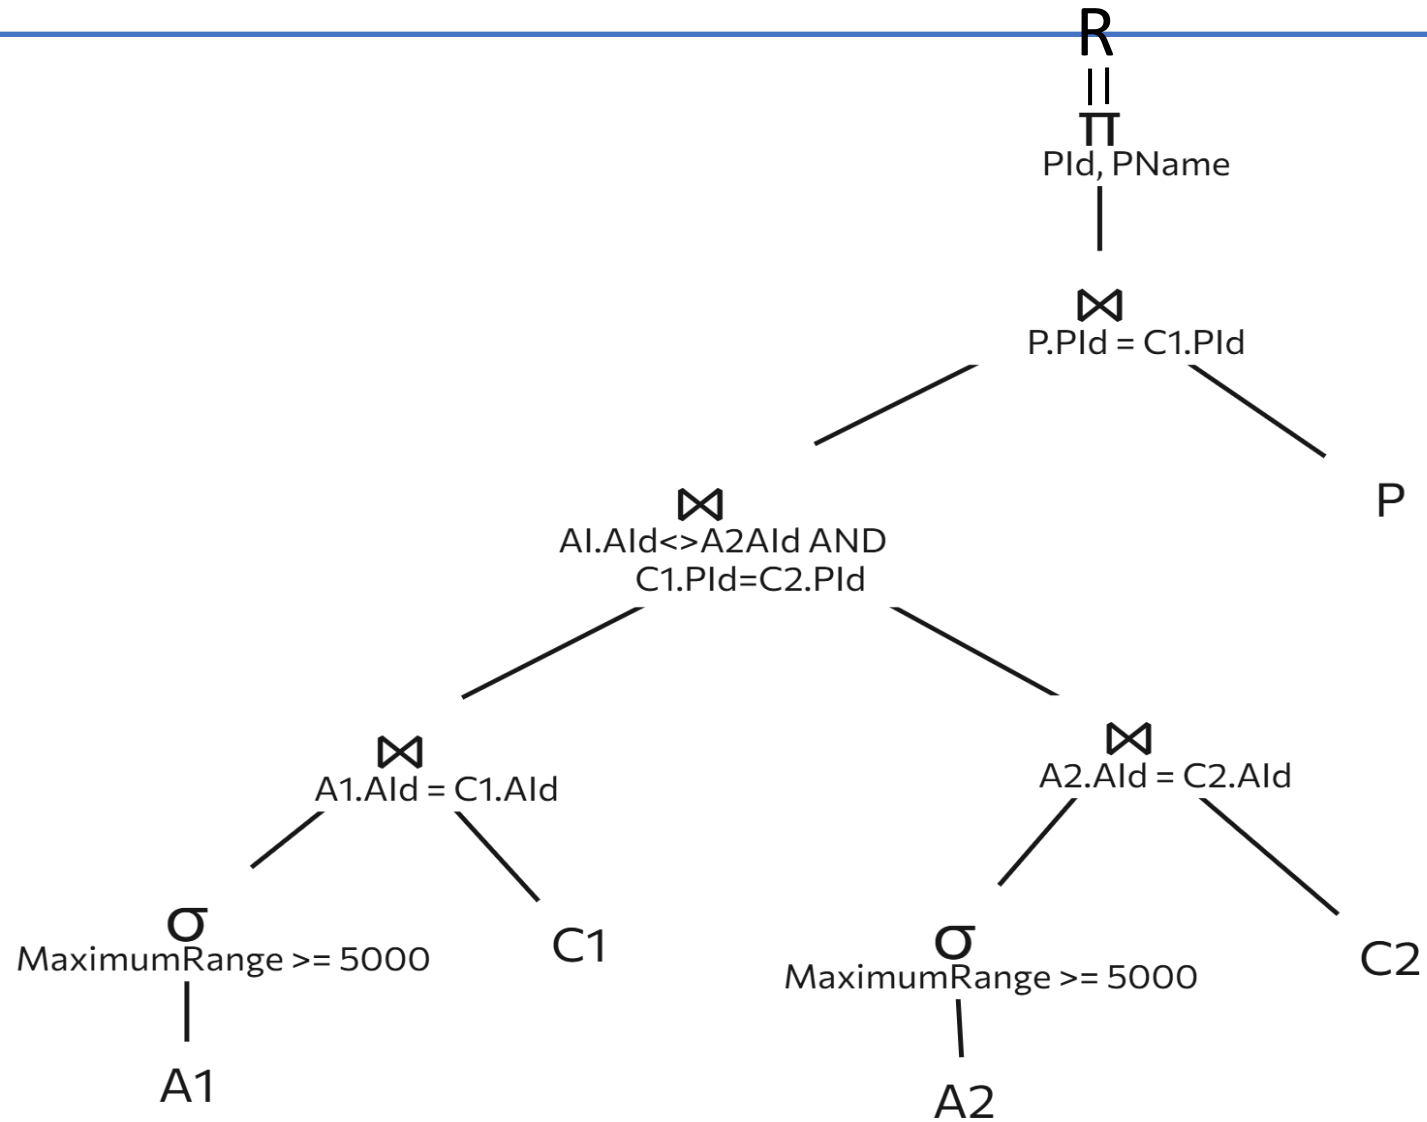 R
=
π
PId, PName
⋈
P.PId = C1.PId
P
⋈
AI.AId<>A2AId AND
C1.PId=C2.PId
⋈
A1.AId = C1.AId
⋈
A2.AId = C2.AId
σ
MaximumRange >= 5000
C1
σ
MaximumRange >= 5000
C2
A1
A2